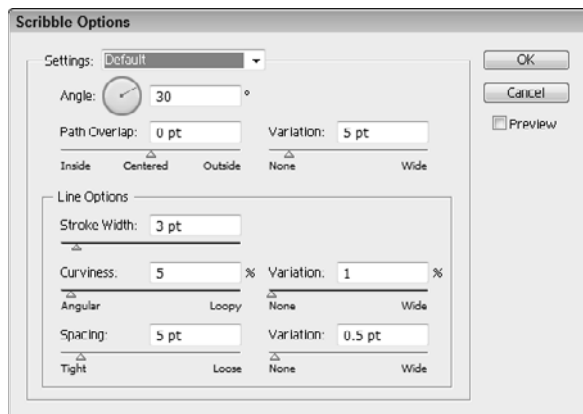 Scribble Options
Settings: Default
OK
Angle: 30 °
Cancel
Path Overlap: 0 pt Variation: 5 pt
Preview
Inside Centered Outside None Wide
Line Options
Stroke Width: 3 pt
Curviness: 5 % Variation: 1 %
Angular Loopy None Wide
Spacing: 5 pt Variation: 0.5 pt
Tight Loose None Wide